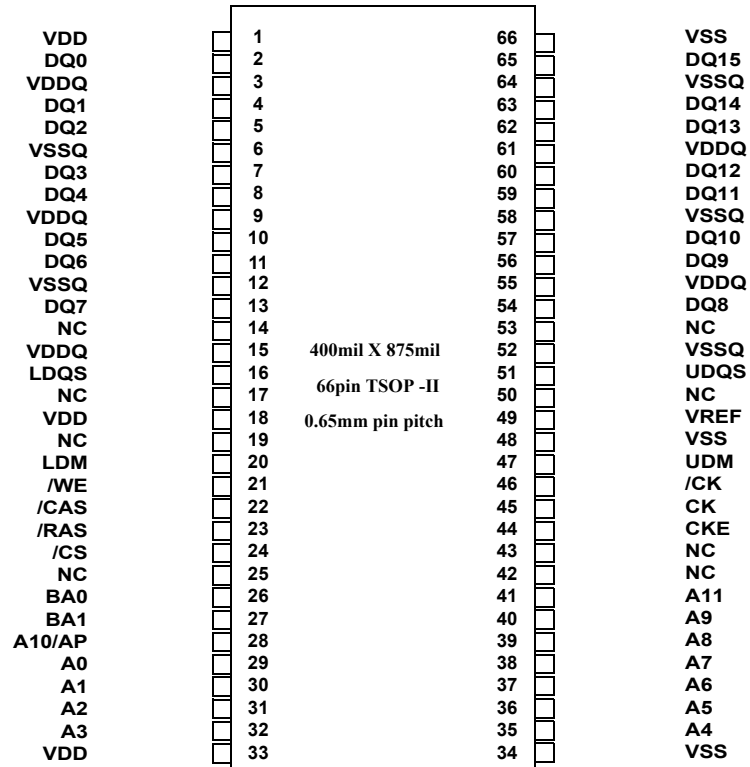 VDD 1 66 VSS
DQ0 2 65 DQ15
VDDQ 3 64 VSSQ
DQ1 4 63 DQ14
DQ2 5 62 DQ13
VSSQ 6 61 VDDQ
DQ3 7 60 DQ12
DQ4 8 59 DQ11
VDDQ 9 58 VSSQ
DQ5 10 57 DQ10
DQ6 11 56 DQ9
VSSQ 12 55 VDDQ
DQ7 13 54 DQ8
NC 14 53 NC
VDDQ 15 400mil X 875mil 52 VSSQ
LDQS 16 51 UDQS
66pin TSOP -II
NC 17 50 NC
VDD 18 0.65mm pin pitch 49 VREF
NC 19 48 VSS
LDM 20 47 UDM
/WE 21 46 /CK
/CAS 22 45 CK
/RAS 23 44 CKE
/CS 24 43 NC
NC 25 42 NC
BA0 26 41 A11
BA1 27 40 A9
A10/AP 28 39 A8
A0 29 38 A7
A1 30 37 A6
A2 31 36 A5
A3 32 35 A4
VDD 33 34 VSS